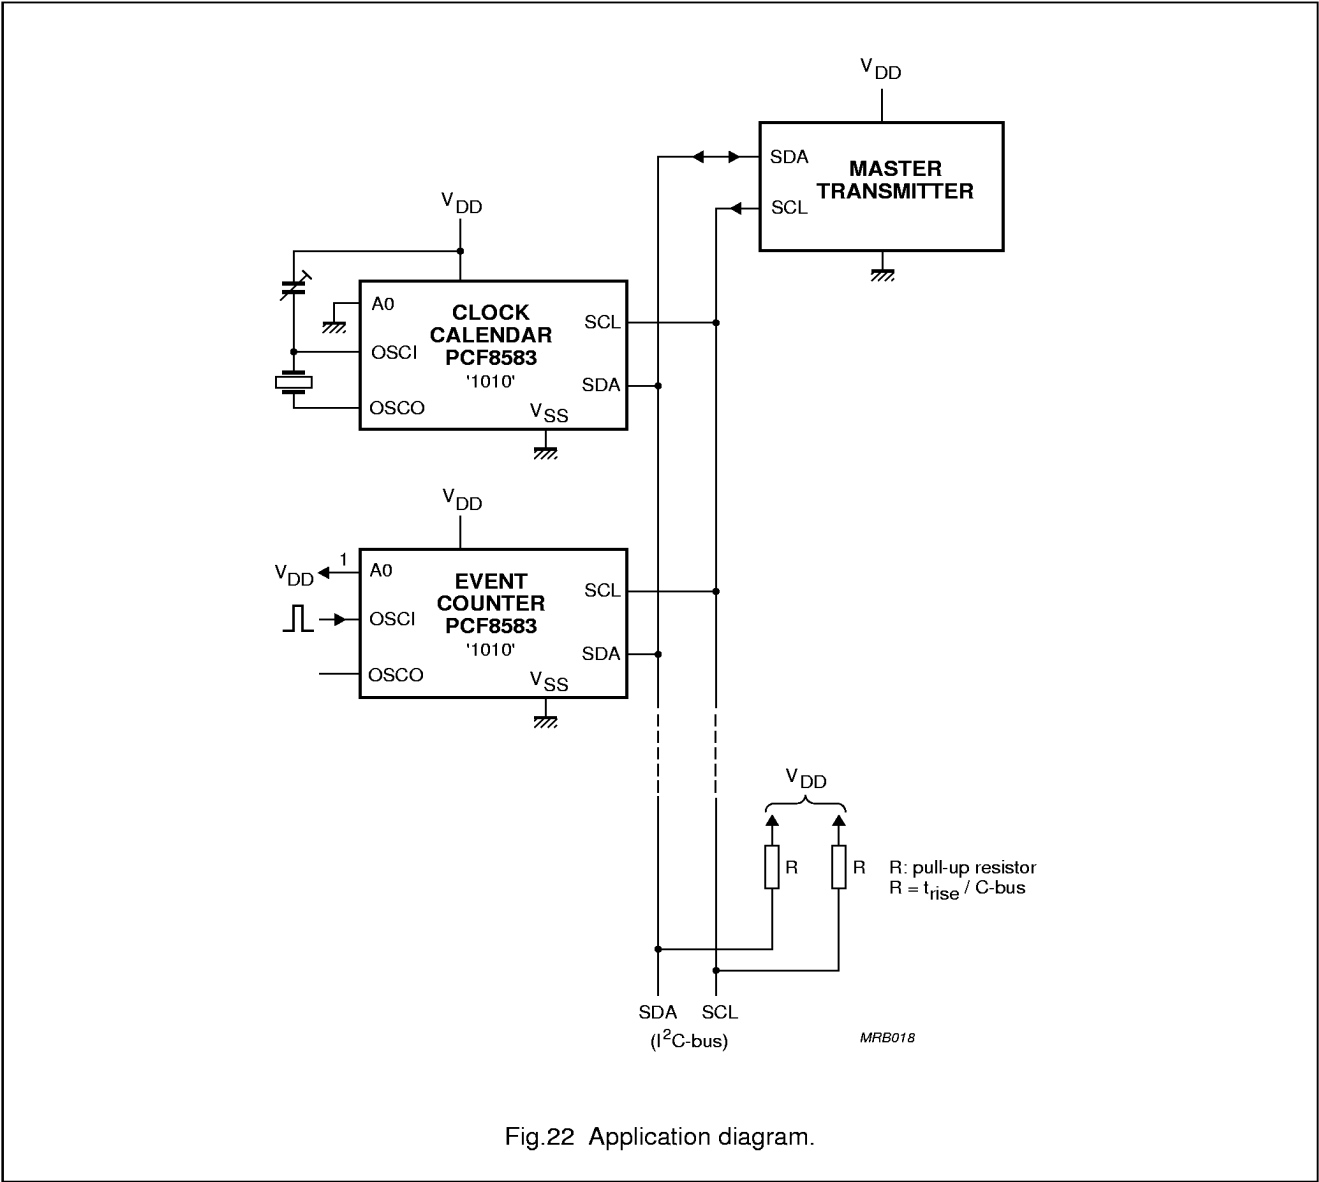 VDD
SDA
MASTER
TRANSMITTER
SCL
VDD
A0
CLOCK
CALENDAR
PCF8583
'1010'
SCL
OSCI
SDA
OSCO
VSS
VDD
VDD
1
A0
EVENT
COUNTER
PCF8583
'1010'
SCL
OSCI
SDA
OSCO
VSS
VDD
R
R
R: pull-up resistor
R = trise / C-bus
SDA SCL
(I²C-bus)
MRB018
Fig.22 Application diagram.